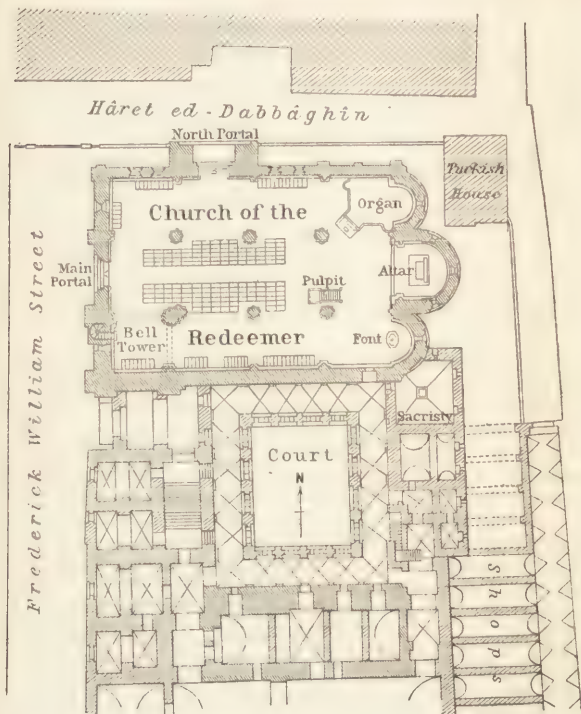 Hâret ed-Dabbâghîn
North Portal
Turkish
House
Church of the
Organ
Frederick William Street
Main
Portal
Altar
Pulpit
Bell
Tower
Redeemer
Font
Sacristy
Court
N
Shops